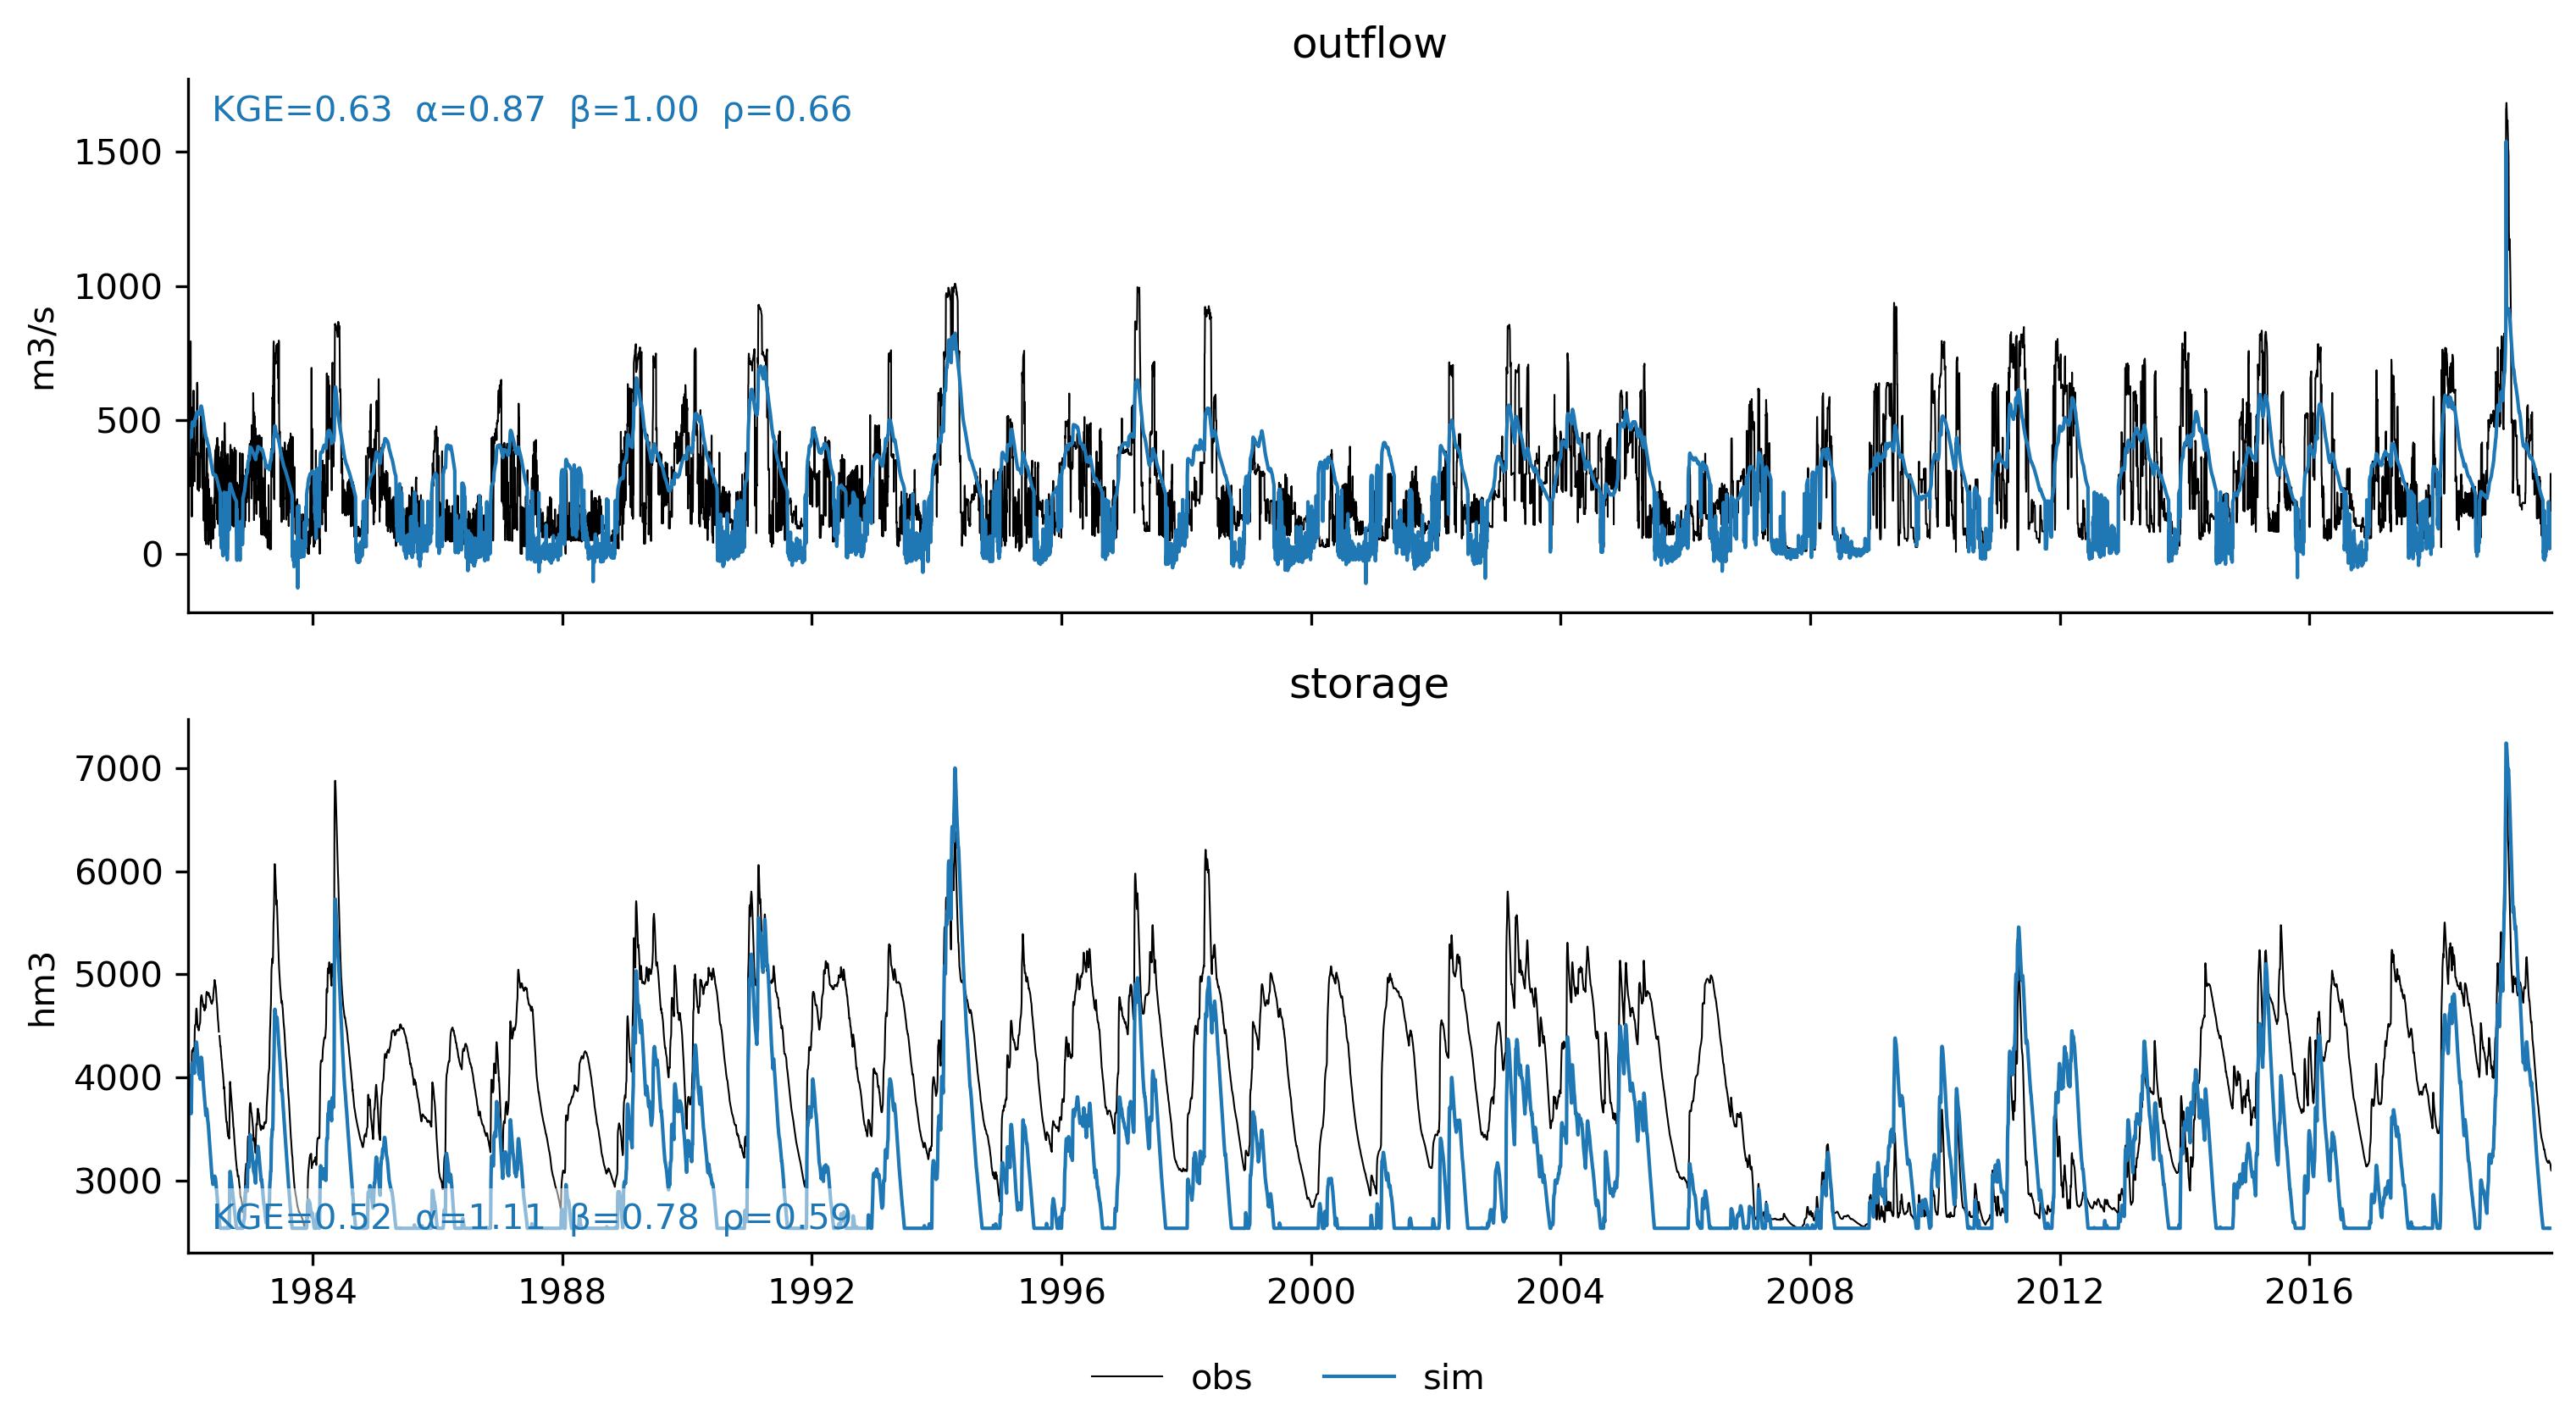 outflow
KGE=0.63 α=0.87 β=1.00 ρ=0.66
1500
1000
500
0
m3/s
storage
7000
6000
5000
4000
3000
hm3
KGE=0.52 α=1.11 β=0.78 ρ=0.59
1984 1988 1992 1996 2000 2004 2008 2012 2016
obs sim